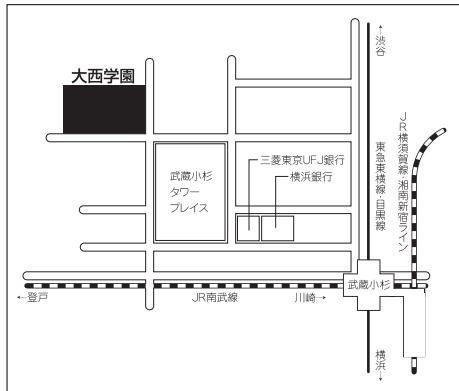 大西学園
↑渋谷
三菱東京UFJ銀行
横浜銀行
武蔵小杉
タワー
プレイス
東急東横線・目黒線
JR横須賀線・湘南新宿ライン
武蔵小杉
←登戸
JR南武線
川崎→
横浜↓